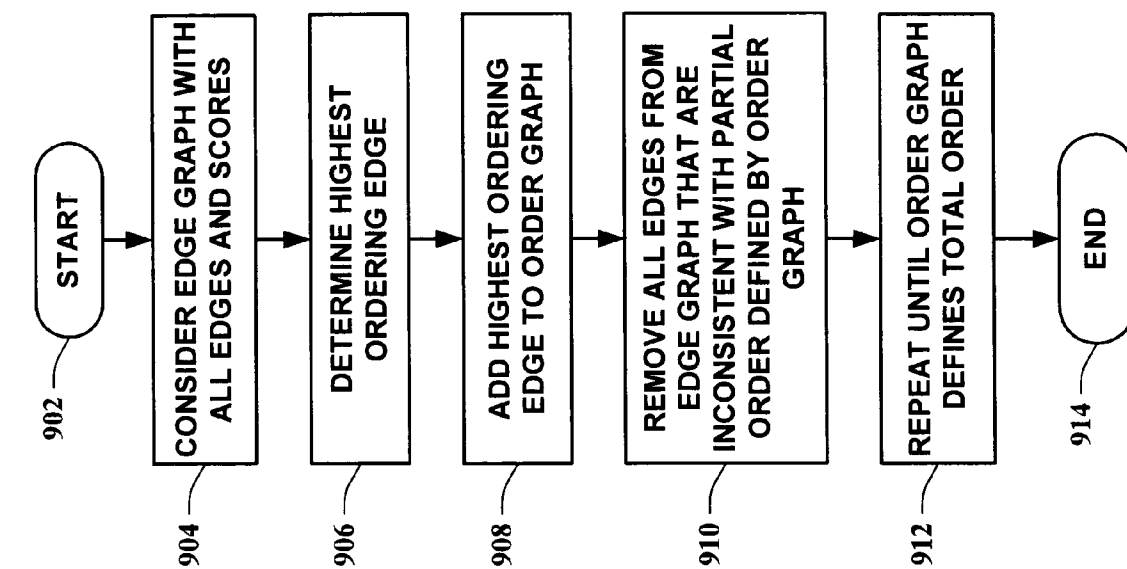 902
START
904
CONSIDER EDGE GRAPH WITH
ALL EDGES AND SCORES
906
DETERMINE HIGHEST
ORDERING EDGE
908
ADD HIGHEST ORDERING
EDGE TO ORDER GRAPH
910
REMOVE ALL EDGES FROM
EDGE GRAPH THAT ARE
INCONSISTENT WITH PARTIAL
ORDER DEFINED BY ORDER
GRAPH
912
REPEAT UNTIL ORDER GRAPH
DEFINES TOTAL ORDER
914
END